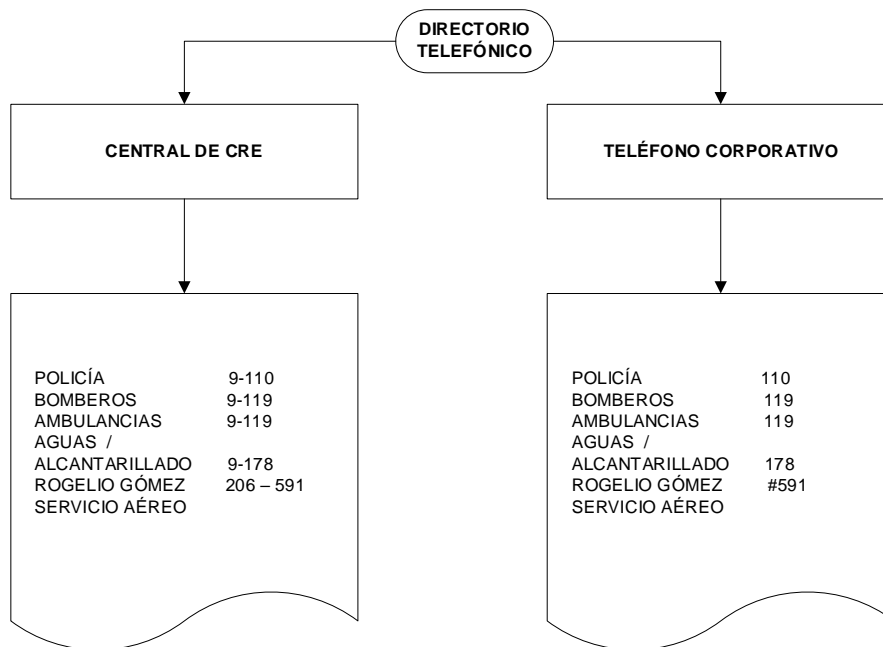 DIRECTORIO
TELEFÓNICO
CENTRAL DE CRE
TELÉFONO CORPORATIVO
POLICÍA 9-110
BOMBEROS 9-119
AMBULANCIAS 9-119
AGUAS /
ALCANTARILLADO 9-178
ROGELIO GÓMEZ 206 – 591
SERVICIO AÉREO
POLICÍA 110
BOMBEROS 119
AMBULANCIAS 119
AGUAS /
ALCANTARILLADO 178
ROGELIO GÓMEZ #591
SERVICIO AÉREO